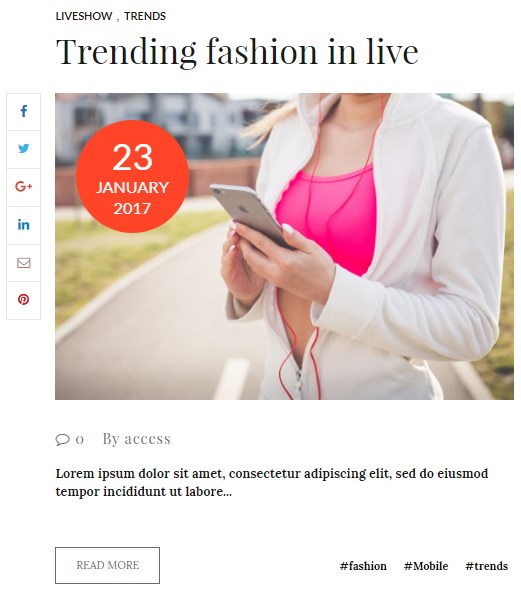 LIVESHOW , TRENDS
Trending fashion in live
23
JANUARY
2017
0 By access
Lorem ipsum dolor sit amet, consectetur adipiscing elit, sed do eiusmod
tempor incididunt ut labore...
READ MORE
#fashion #Mobile #trends